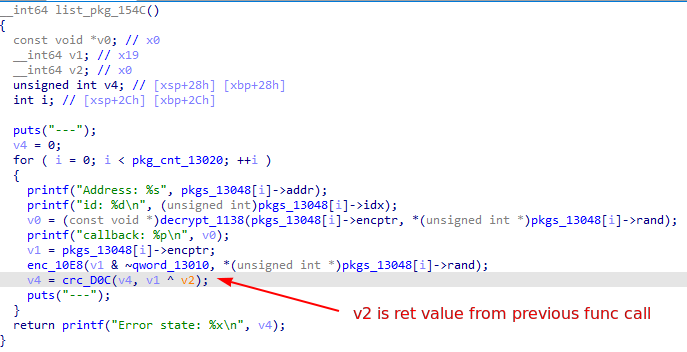 __int64 list_pkg_154C()
{
const void *v0; // x0
__int64 v1; // x19
__int64 v2; // x0
unsigned int v4; // [xsp+28h] [xbp+28h]
int i; // [xsp+2Ch] [xbp+2Ch]
puts("---");
v4 = 0;
for ( i = 0; i < pkg_cnt_13020; ++i )
{
printf("Address: %s", pkgs_13048[i]->addr);
printf("id: %d\n", (unsigned int)pkgs_13048[i]->idx);
v0 = (const void *)decrypt_1138(pkgs_13048[i]->encptr, *(unsigned int *)pkgs_13048[i]->rand);
printf("callback: %p\n", v0);
v1 = pkgs_13048[i]->encptr;
enc_10E8(v1 & ~qword_13010, *(unsigned int *)pkgs_13048[i]->rand);
v4 = crc_D0C(v4, v1 ^ v2);
puts("---");
}
return printf("Error state: %x\n", v4);
}
v2 is ret value from previous func call